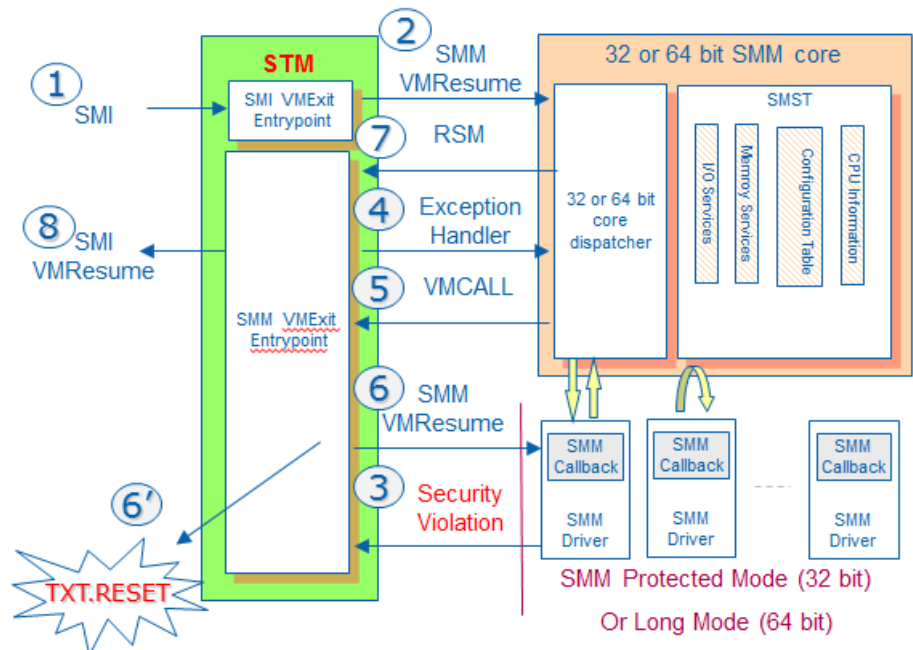 STM
SMI VMExit
Entrypoint
1
SMI
2
SMM
VMResume
7
RSM
4
Exception
Handler
5
VMCALL
6
SMM
VMResume
3
Security
Violation
8
SMI
VMResume
SMM VMExit
Entrypoint
6’
TXT.RESET
32 or 64 bit SMM core
32 or 64 bit
core
dispatcher
SMST
I/O Services
Memroy Services
Configuration Table
CPU Information
SMM
Callback
SMM
Driver
SMM
Callback
SMM
Driver
SMM
Callback
SMM
Driver
SMM Protected Mode (32 bit)
Or Long Mode (64 bit)